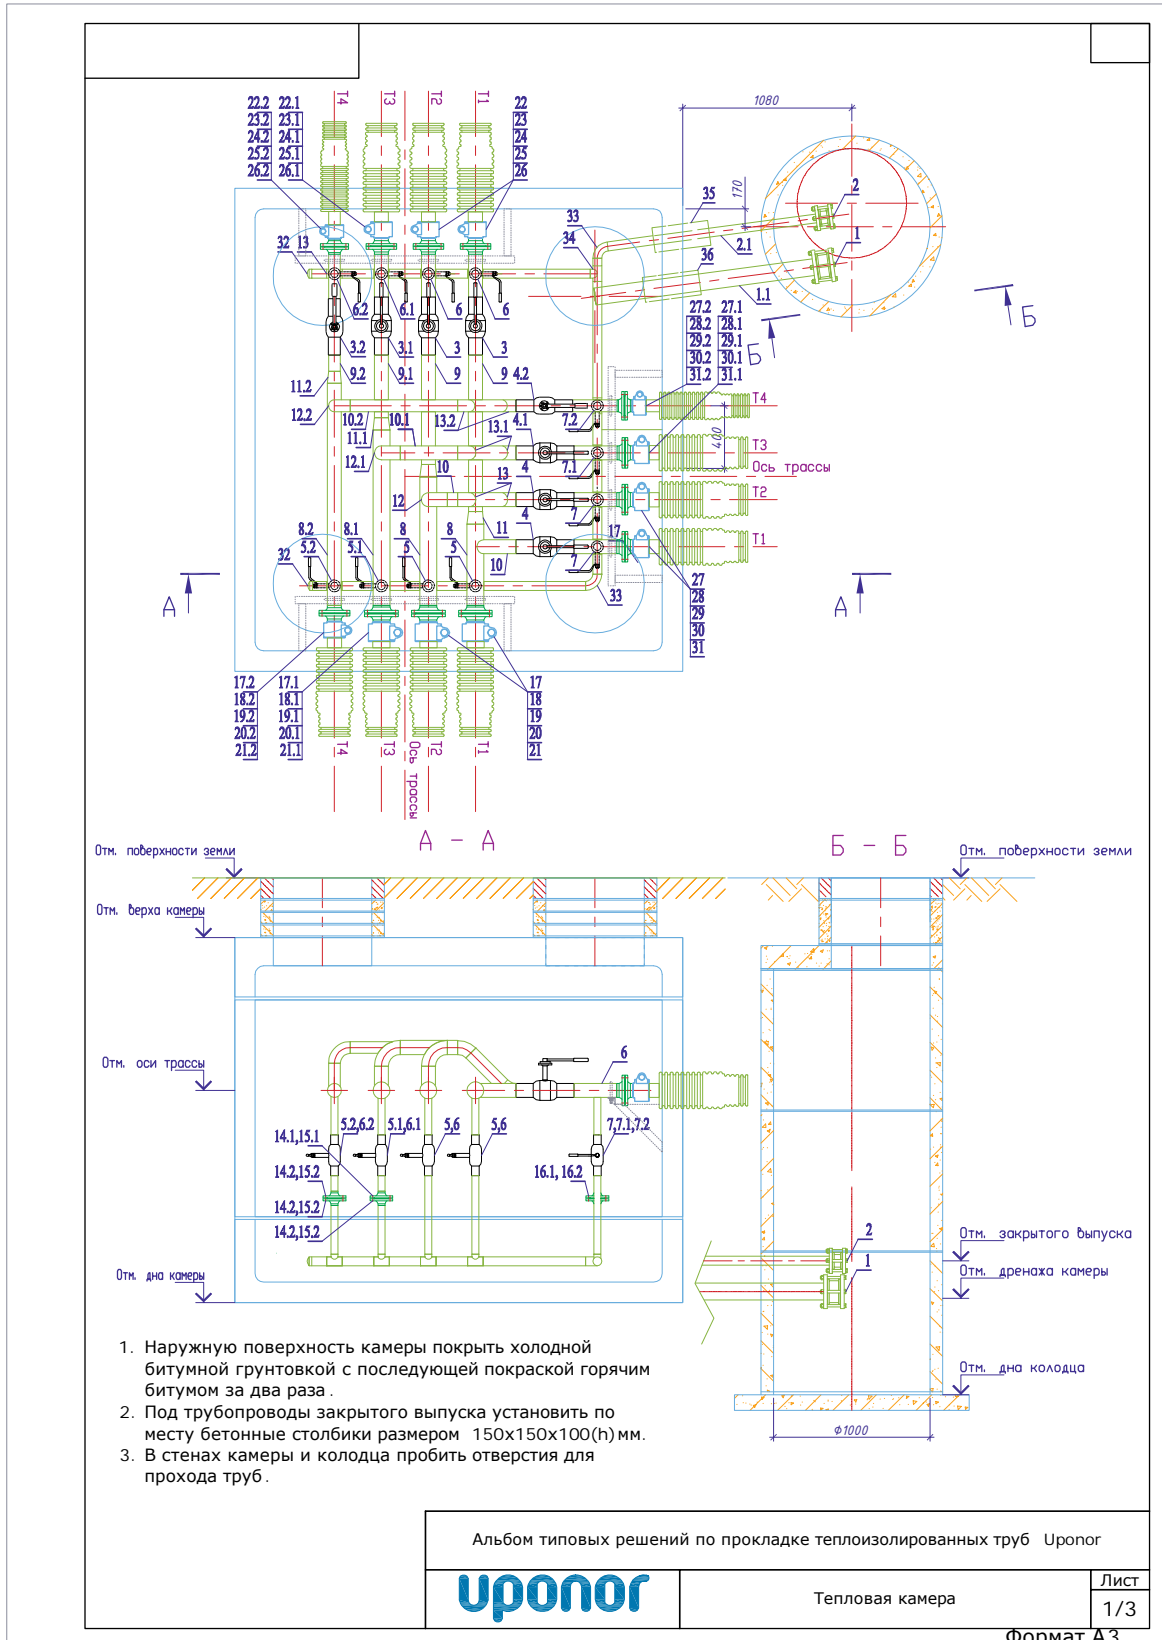 T4
T3
T2
T1
22.2 22.1
23.2 23.1
24.2 24.1
25.2 25.1
26.2 26.1
22
23
24
25
26
1080
170
2
1
35
33
34
2.1
36
1.1
32
13
6.2
6.1
6
6
3.2
3.1
3
3
Б
Б
27.2 27.1
28.2 28.1
29.2 29.1
30.2 30.1
31.2 31.1
11.2
9.2
9.1
9
9
4.2
12.2
10.2
10.1
13.2
13.1
4.1
7.2
T4
11.1
12.1
400
7.1
T3
Ось трассы
10
13
4
T2
12
4
7
11
17
T1
8.2
8.1
8
8
5.2
5.1
5
5
10
7
32
33
27
28
29
30
31
А
А
17.2
18.2
19.2
20.2
21.2
17.1
18.1
19.1
20.1
21.1
17
18
19
20
21
T4
T3
Ось трассы
T2
T1
А - А
Б - Б
Отм. поверхности земли
Отм. поверхности земли
Отм. верха камеры
Отм. оси трассы
6
14.1,15.1
5.2,6.2
5.1,6.1
5,6
5,6
7,7.1,7.2
14.2,15.2
16.1, 16.2
14.2,15.2
14.2,15.2
Отм. дна камеры
2
1
Отм. закрытого выпуска
Отм. дренажа камеры
Отм. дна колодца
ф1000
1. Наружную поверхность камеры покрыть холодной
битумной грунтовкой с последующей покраской горячим
битумом за два раза.
2. Под трубопроводы закрытого выпуска установить по
месту бетонные столбики размером 150x150x100(h) мм.
3. В стенах камеры и колодца пробить отверстия для
прохода труб.
Альбом типовых решений по прокладке теплоизолированных труб Uponor
uponor
Тепловая камера
Лист
1/3
Формат А3